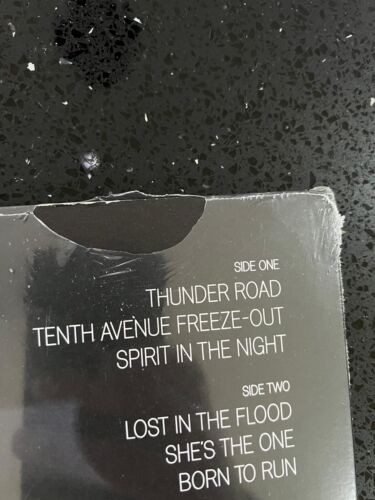 SIDE ONE
THUNDER ROAD
TENTH AVENUE FREEZE-OUT
SPIRIT IN THE NIGHT
SIDE TWO
LOST IN THE FLOOD
SHE'S THE ONE
BORN TO RUN